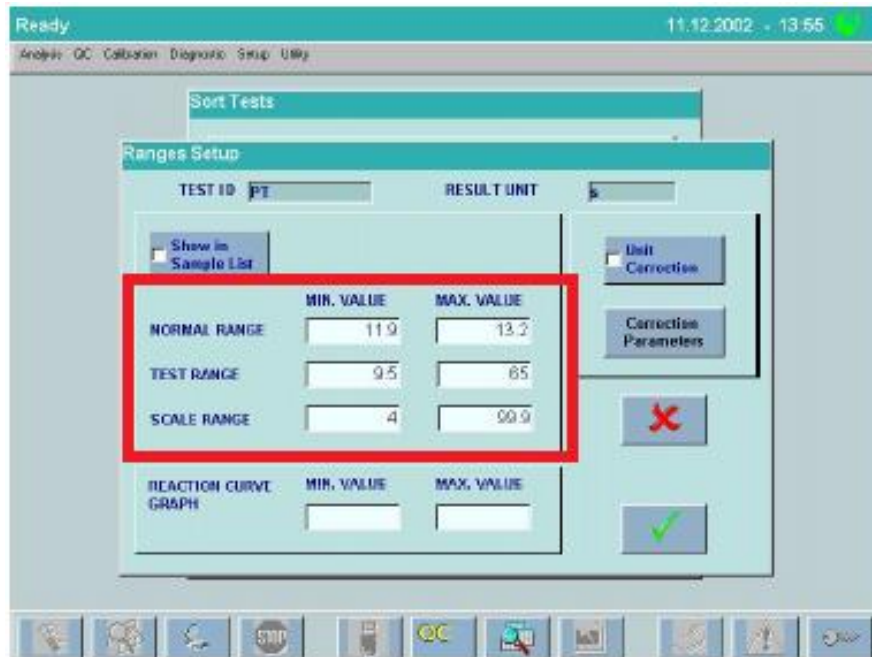 Ready 11.12.2002 - 13:55
Analysis QC Calibration Diagnostic Setup Utility
Sort Tests
Ranges Setup
TEST ID PT RESULT UNIT s
Show in
Sample List
Unit
Correction
MIN. VALUE MAX. VALUE
NORMAL RANGE 11.9 13.2
Correction
Parameters
TEST RANGE 9.5 65
SCALE RANGE 4 99.9
REACTION CURVE
GRAPH
MIN. VALUE MAX. VALUE
STOP QC